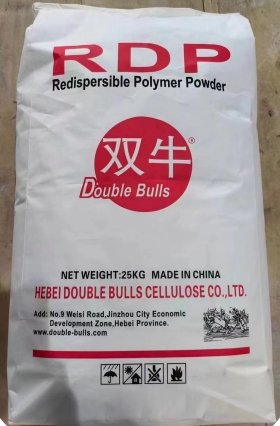 RDP
Redispersible Polymer Powder
双牛®
Double Bulls
NET WEIGHT:25KG MADE IN CHINA
HEBEI DOUBLE BULLS CELLULOSE CO.,LTD.
Add: No.9 Weisi Road,Jinzhou City Economic
Development Zone,Hebei Province.
www.double-bulls.com